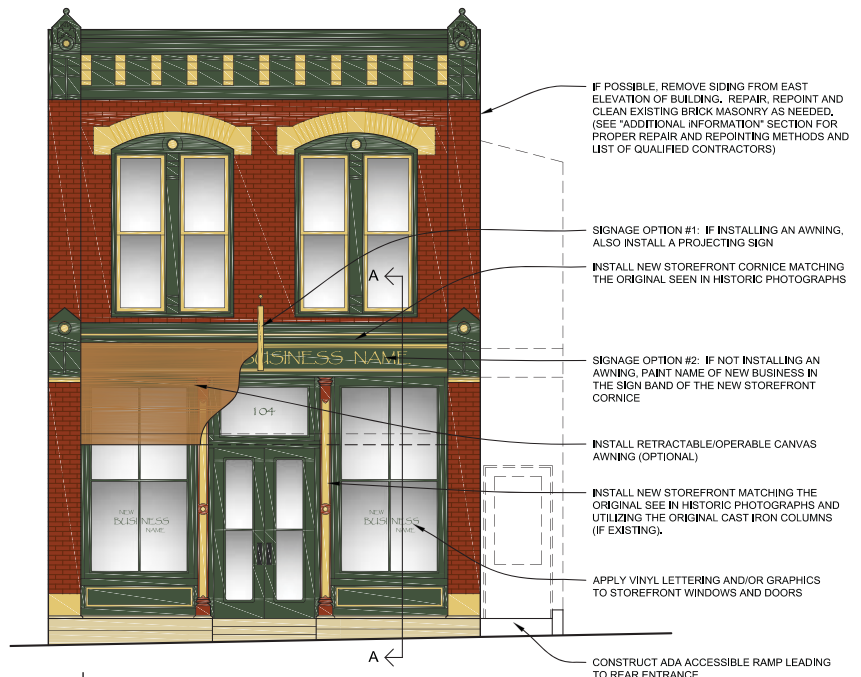 IF POSSIBLE, REMOVE SIDING FROM EAST
ELEVATION OF BUILDING. REPAIR, REPOINT AND
CLEAN EXISTING BRICK MASONRY AS NEEDED.
(SEE "ADDITIONAL INFORMATION" SECTION FOR
PROPER REPAIR AND REPOINTING METHODS AND
LIST OF QUALIFIED CONTRACTORS)
SIGNAGE OPTION #1: IF INSTALLING AN AWNING,
ALSO INSTALL A PROJECTING SIGN
A
INSTALL NEW STOREFRONT CORNICE MATCHING
THE ORIGINAL SEEN IN HISTORIC PHOTOGRAPHS
BUSINESS NAME
SIGNAGE OPTION #2: IF NOT INSTALLING AN
AWNING, PAINT NAME OF NEW BUSINESS IN
THE SIGN BAND OF THE NEW STOREFRONT
CORNICE
104
INSTALL RETRACTABLE/OPERABLE CANVAS
AWNING (OPTIONAL)
INSTALL NEW STOREFRONT MATCHING THE
ORIGINAL SEE IN HISTORIC PHOTOGRAPHS AND
UTILIZING THE ORIGINAL CAST IRON COLUMNS
(IF EXISTING).
NEW
BUSINESS
NAME
NEW
BUSINESS
NAME
APPLY VINYL LETTERING AND/OR GRAPHICS
TO STOREFRONT WINDOWS AND DOORS
A
CONSTRUCT ADA ACCESSIBLE RAMP LEADING
TO REAR ENTRANCE